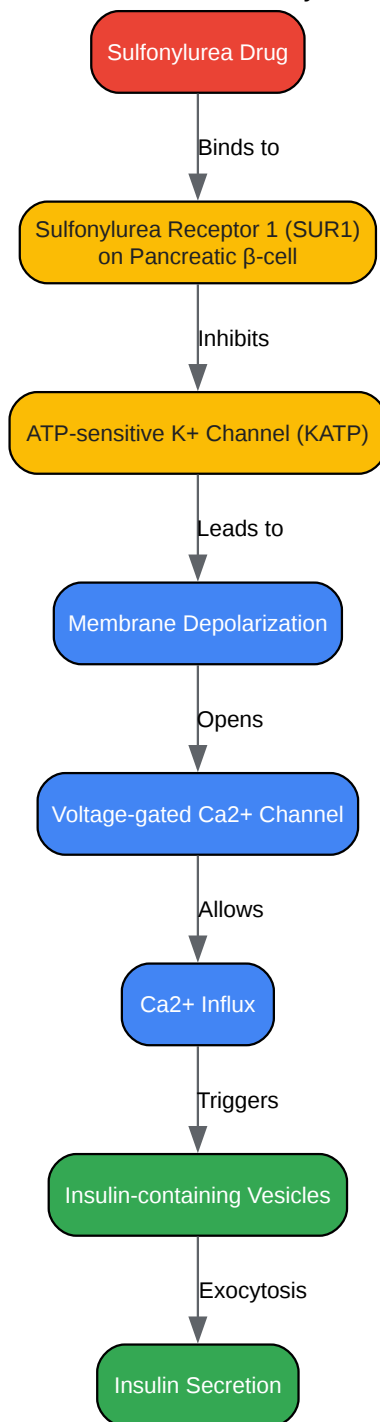 Sulfonylurea Drug
Binds to
Sulfonylurea Receptor 1 (SUR1)
on Pancreatic β-cell
Inhibits
ATP-sensitive K+ Channel (KATP)
Leads to
Membrane Depolarization
Opens
Voltage-gated Ca2+ Channel
Allows
Ca2+ Influx
Triggers
Insulin-containing Vesicles
Exocytosis
Insulin Secretion